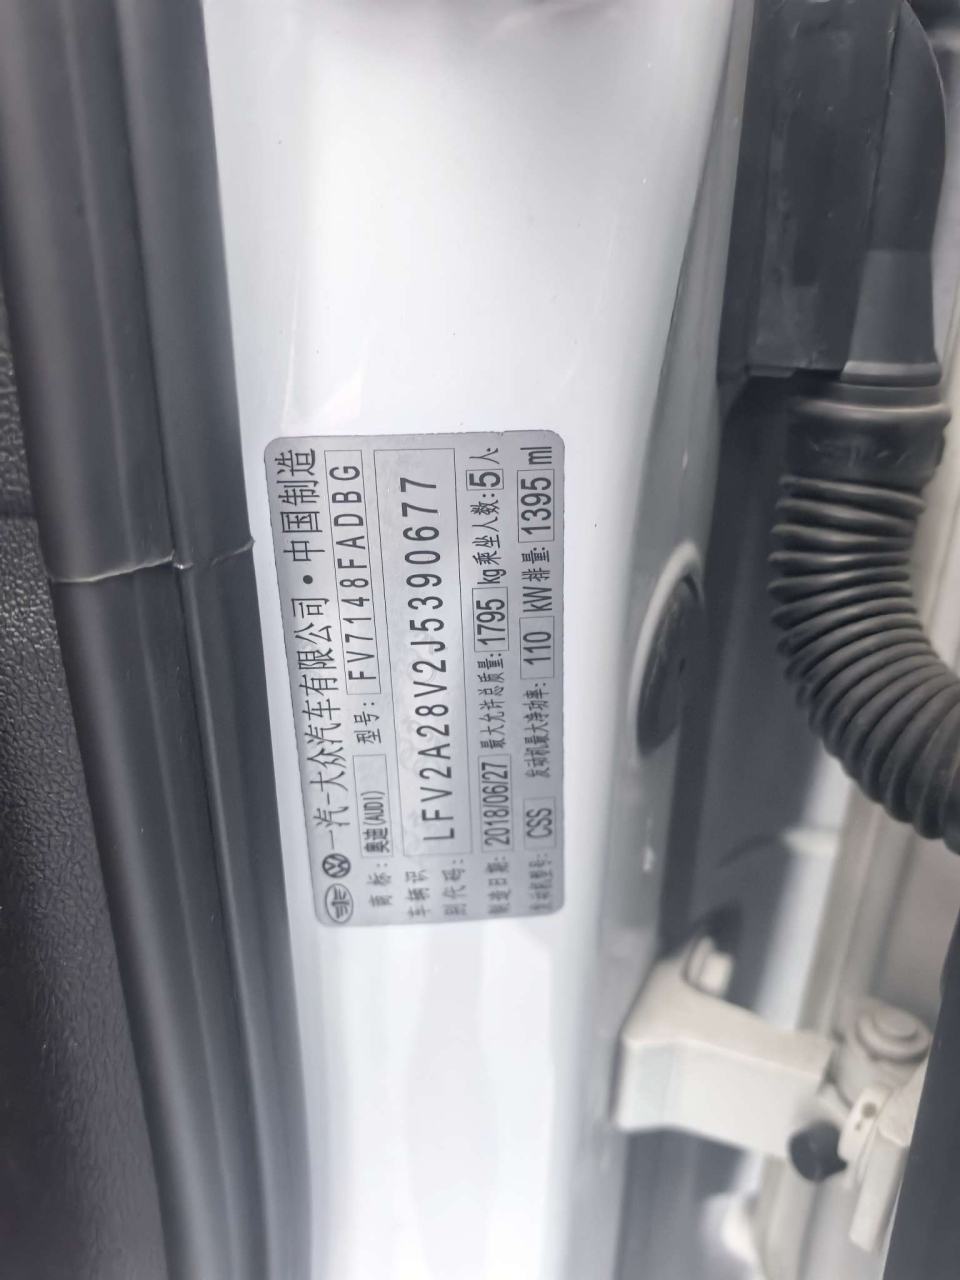 一汽-大众汽车有限公司·中国制造
商标: 奥迪(AUDI) 型号: FV7148FADBG
车辆识别代码: LFV2A28V2J5390677
制造日期: 2018/06/27 最大允许总质量: 1795 kg 乘坐人数: 5 人
发动机型号: CSS 发动机最大净功率: 110 kW 排量: 1395 ml